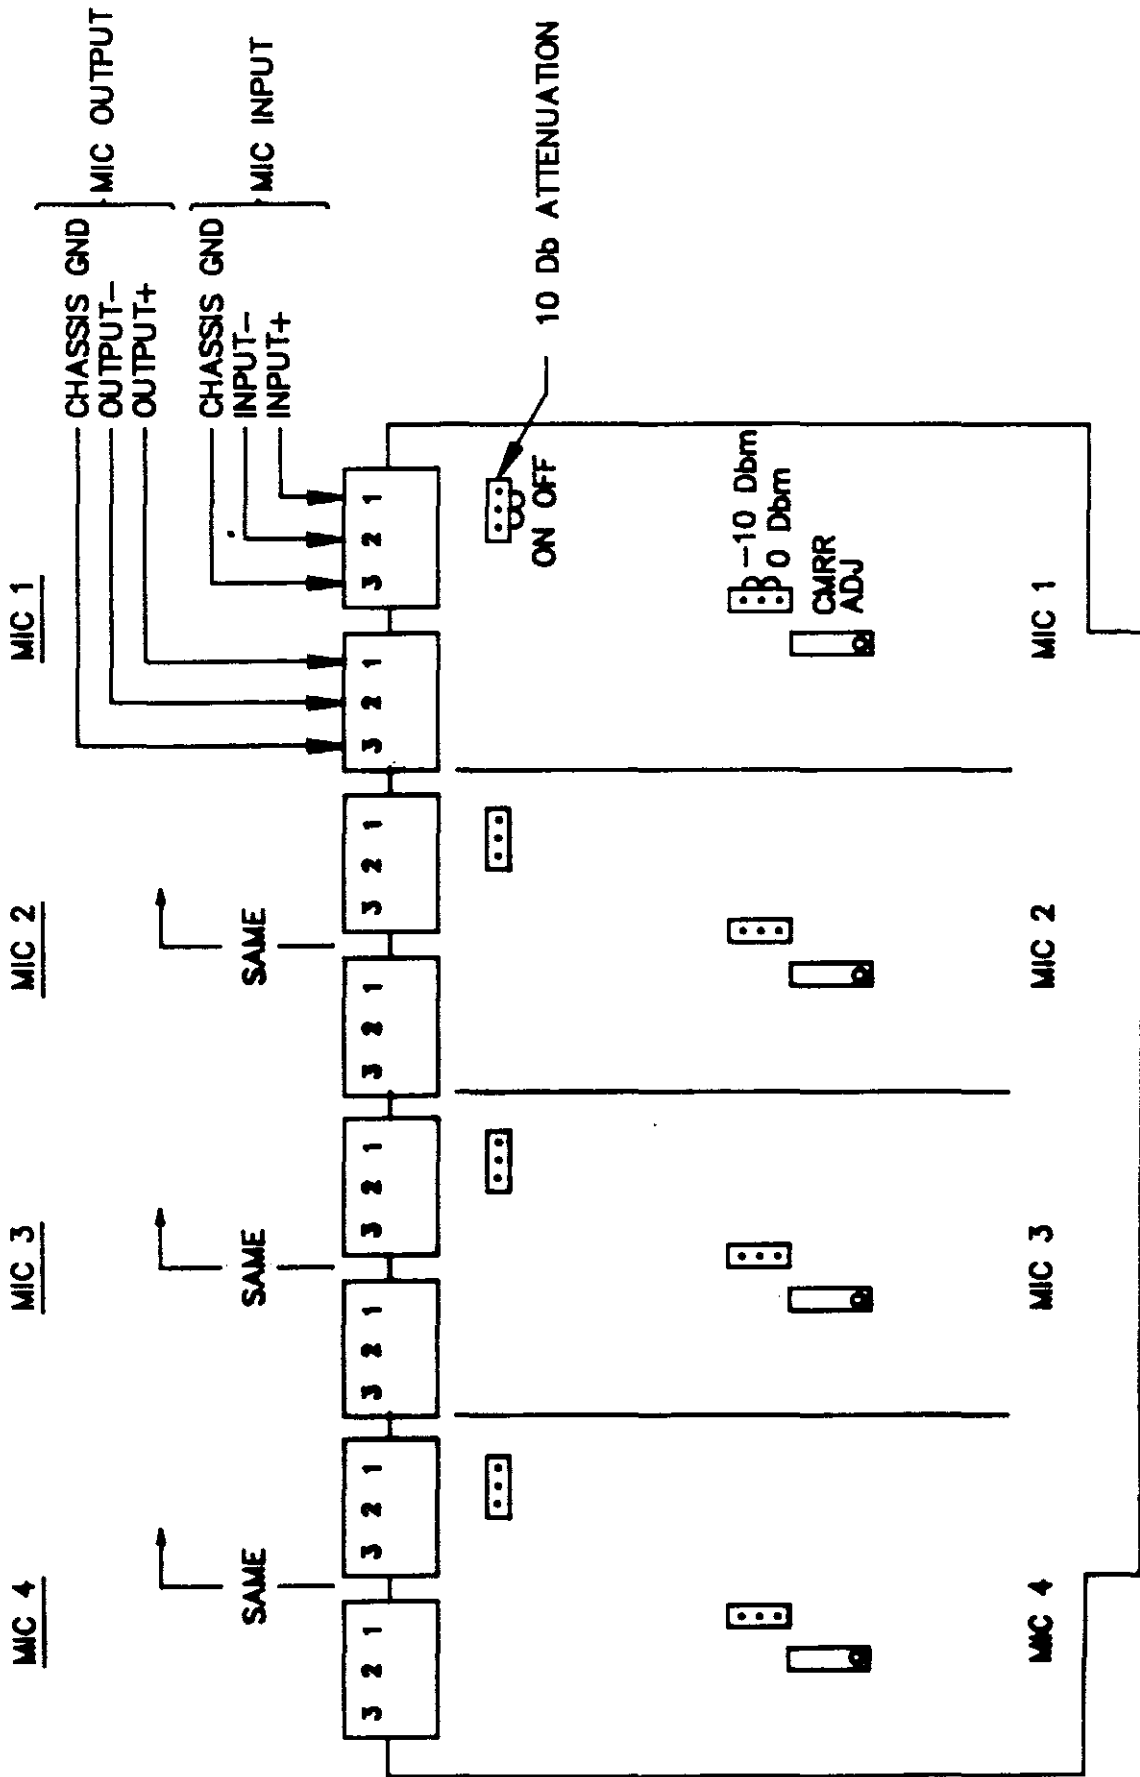 MIC 4
MIC 3
MIC 2
MIC 1
CHASSIS GND
OUTPUT-
OUTPUT+
MIC OUTPUT
CHASSIS GND
INPUT-
INPUT+
MIC INPUT
SAME
SAME
SAME
3 2 1
3 2 1
3 2 1
3 2 1
3 2 1
3 2 1
3 2 1
3 2 1
ON OFF
10 Db ATTENUATION
-10 Dbm
0 Dbm
CMRR
ADJ
MIC 4
MIC 3
MIC 2
MIC 1